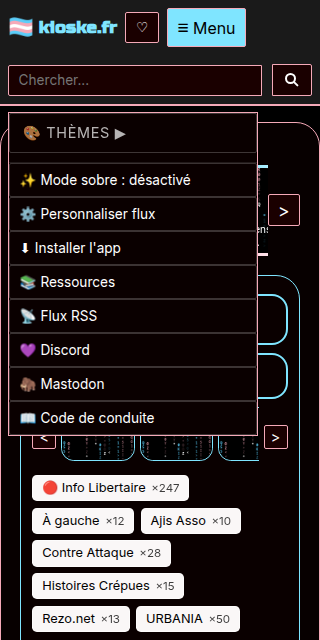 kioske.fr ♡ ≡ Menu
Chercher...
🎨 THÈMES ▶
✨ Mode sobre : désactivé
⚙️ Personnaliser flux
>
⬇ Installer l'app
📚 Ressources
📡 Flux RSS
💜 Discord
🦣 Mastodon
📖 Code de conduite
< >
🔴 Info Libertaire ×247
À gauche ×12 Ajis Asso ×10
Contre Attaque ×28
Histoires Crépues ×15
Rezo.net ×13 URBANIA ×50